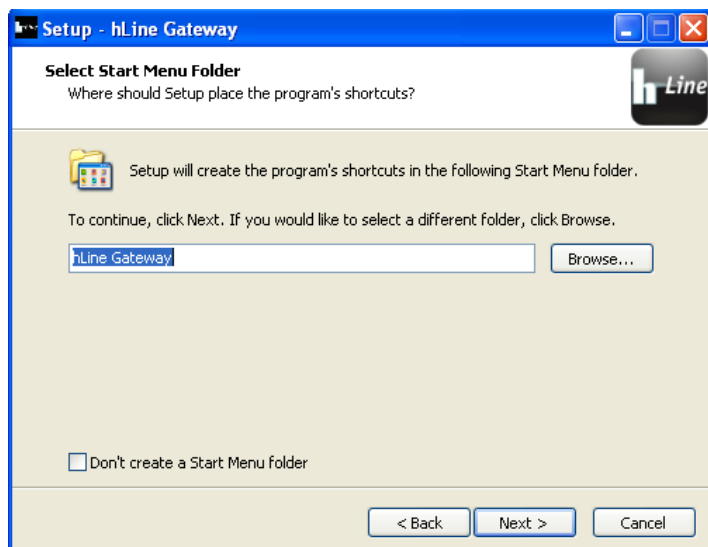 Setup - hLine Gateway
Select Start Menu Folder
Where should Setup place the program's shortcuts?
h Line
Setup will create the program's shortcuts in the following Start Menu folder.
To continue, click Next. If you would like to select a different folder, click Browse.
hLine Gateway
Browse...
Don't create a Start Menu folder
< Back
Next >
Cancel